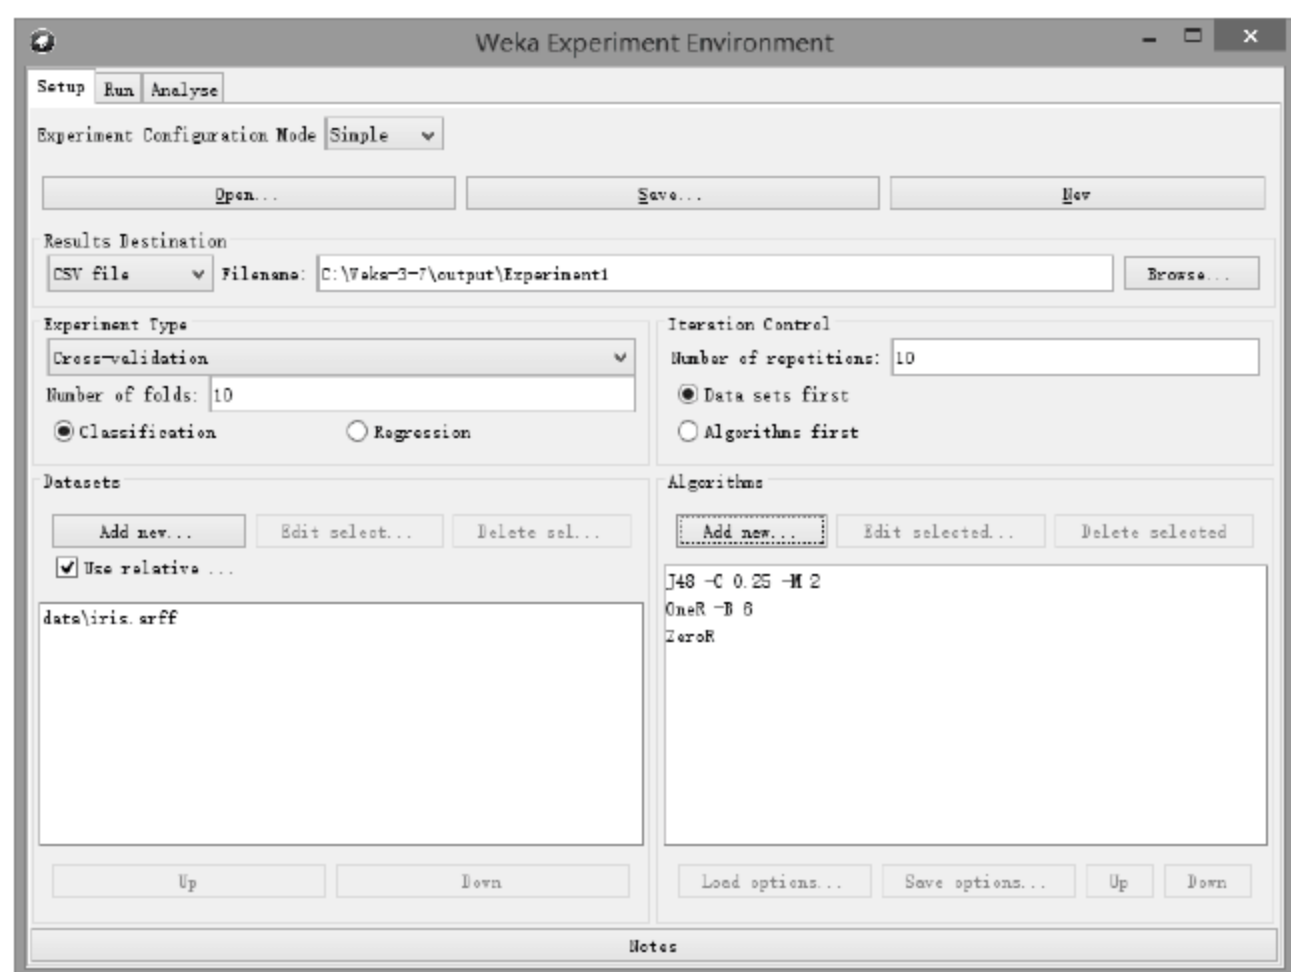 Weka Experiment Environment
Setup Run Analyse
Experiment Configuration Mode Simple
Open... Save... New
Results Destination
CSV file Filename: C:\Weka-3-7\output\Experiment1 Browse...
Experiment Type Iteration Control
Cross-validation Number of repetitions: 10
Number of folds: 10 Data sets first
Classification Regression Algorithms first
Datasets Algorithms
Add new... Edit select... Delete sel... Add new... Edit selected... Delete selected
Use relative ...
J48 -C 0.25 -M 2
data\iris.arff OneR -B 6
ZeroR
Up Down Load options... Save options... Up Down
Notes